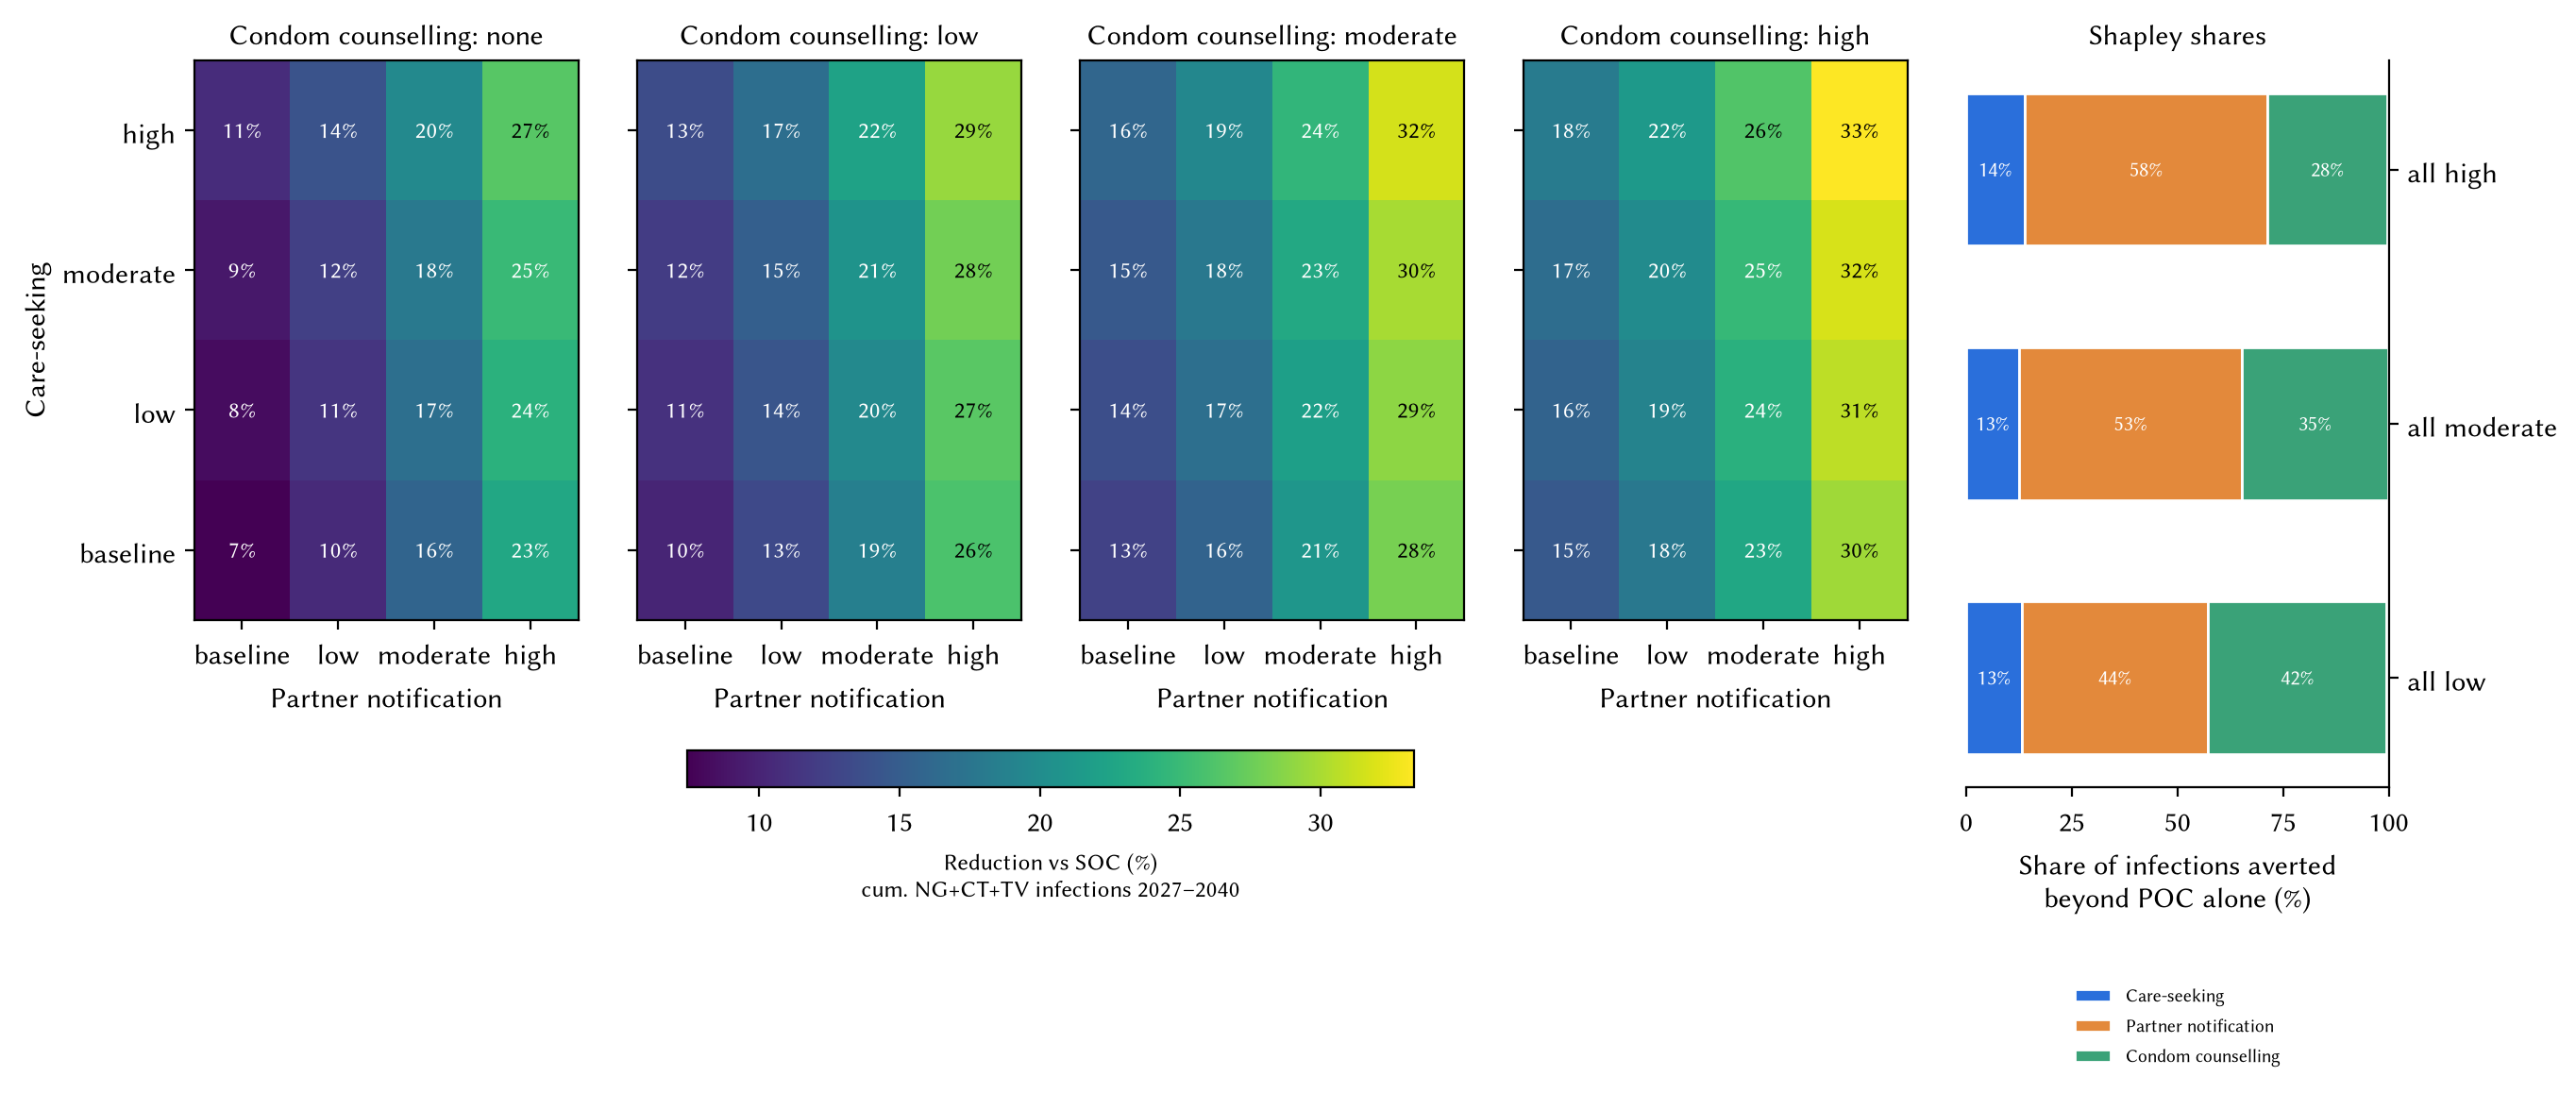 Condom counselling: none
Condom counselling: low
Condom counselling: moderate
Condom counselling: high
Shapley shares
Care-seeking
high
moderate
low
baseline
11% 14% 20% 27%
9% 12% 18% 25%
8% 11% 17% 24%
7% 10% 16% 23%
baseline low moderate high
Partner notification
13% 17% 22% 29%
12% 15% 21% 28%
11% 14% 20% 27%
10% 13% 19% 26%
baseline low moderate high
Partner notification
16% 19% 24% 32%
15% 18% 23% 30%
14% 17% 22% 29%
13% 16% 21% 28%
baseline low moderate high
Partner notification
18% 22% 26% 33%
17% 20% 25% 32%
16% 19% 24% 31%
15% 18% 23% 30%
baseline low moderate high
Partner notification
10 15 20 25 30
Reduction vs SOC (%)
cum. NG+CT+TV infections 2027–2040
14% 58% 28% all high
13% 53% 35% all moderate
13% 44% 42% all low
0 25 50 75 100
Share of infections averted
beyond POC alone (%)
Care-seeking
Partner notification
Condom counselling